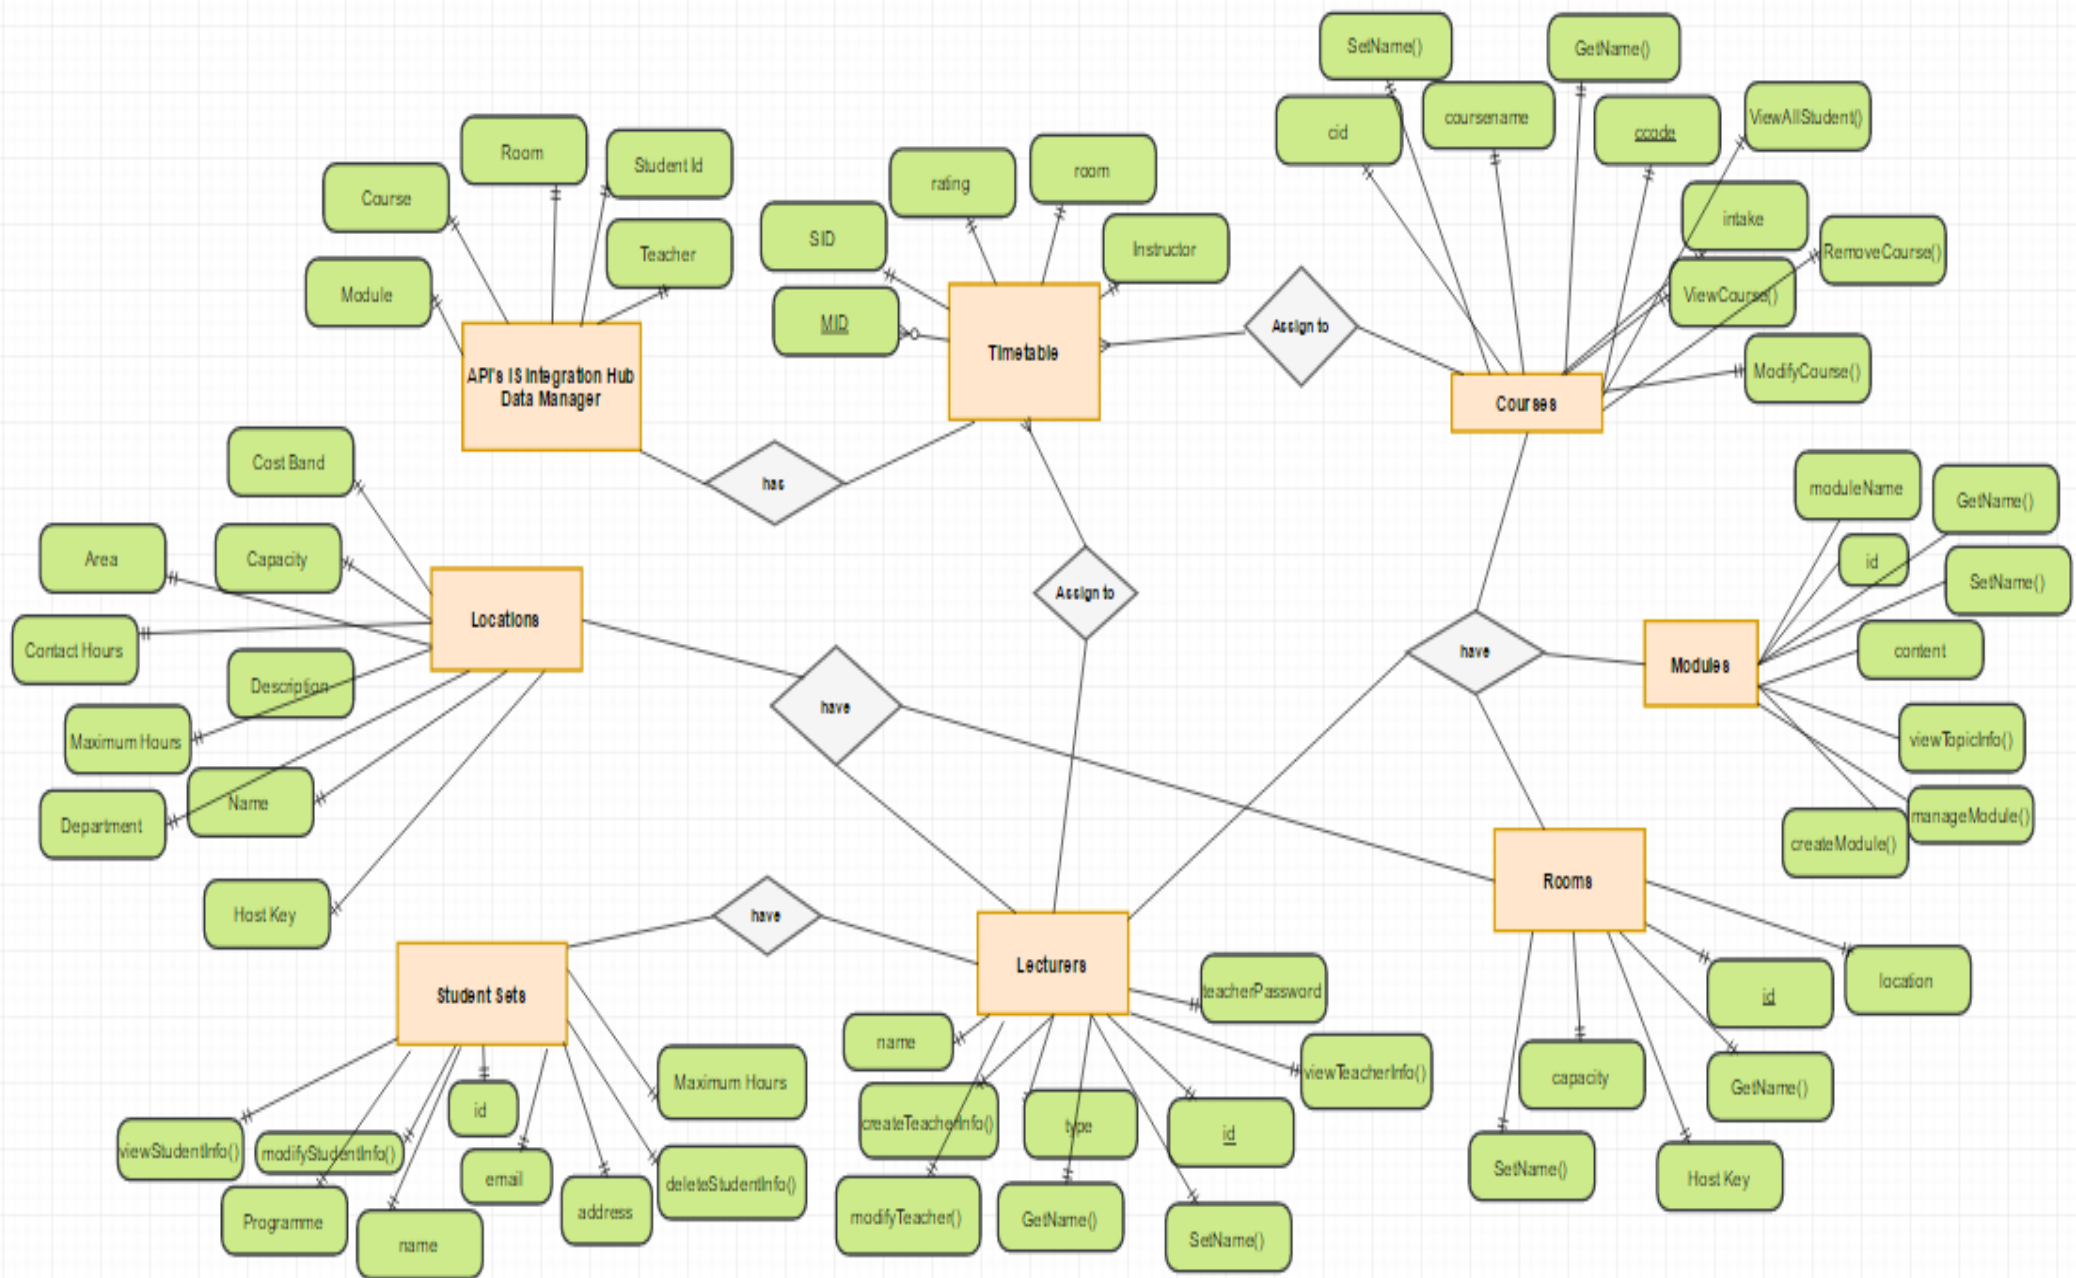 SetName()
GetName()
cid
coursename
ccode
ViewAllStudent()
Room
Student Id
Course
Teacher
Module
rating
room
SID
Instructor
MID
intake
RemoveCourse()
ViewCourse()
ModifyCourse()
API's IS Integration Hub
Data Manager
Timetable
Assign to
Courses
has
Cost Band
Area
Capacity
Contact Hours
Description
Maximum Hours
Name
Department
Host Key
Locations
Assign to
have
have
moduleName
GetName()
id
SetName()
content
Modules
viewTopicInfo()
manageModule()
createModule()
Rooms
id
location
GetName()
capacity
SetName()
Host Key
have
Student Sets
Lecturers
teacherPassword
name
viewTeacherInfo()
createTeacherInfo()
type
id
modifyTeacher()
GetName()
SetName()
Maximum Hours
id
viewStudentInfo()
modifyStudentInfo()
email
deleteStudentInfo()
Programme
name
address